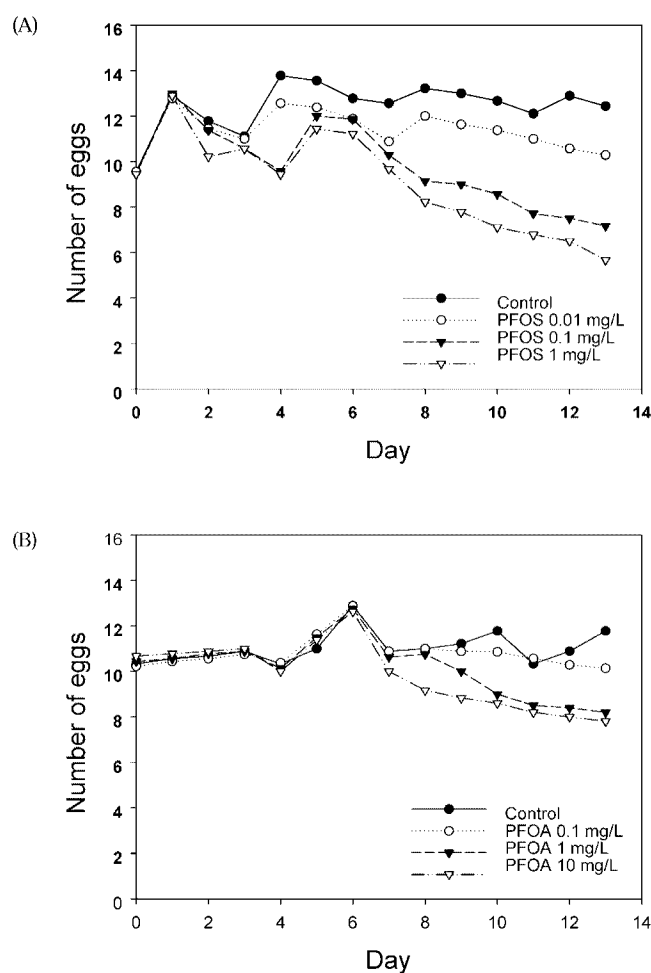 (A)
16
14
12
10
8
6
4
2
0
Number of eggs
Control
PFOS 0.01 mg/L
PFOS 0.1 mg/L
PFOS 1 mg/L
0 2 4 6 8 10 12 14
Day
(B)
16
14
12
10
8
6
4
2
0
Number of eggs
Control
PFOA 0.1 mg/L
PFOA 1 mg/L
PFOA 10 mg/L
0 2 4 6 8 10 12 14
Day